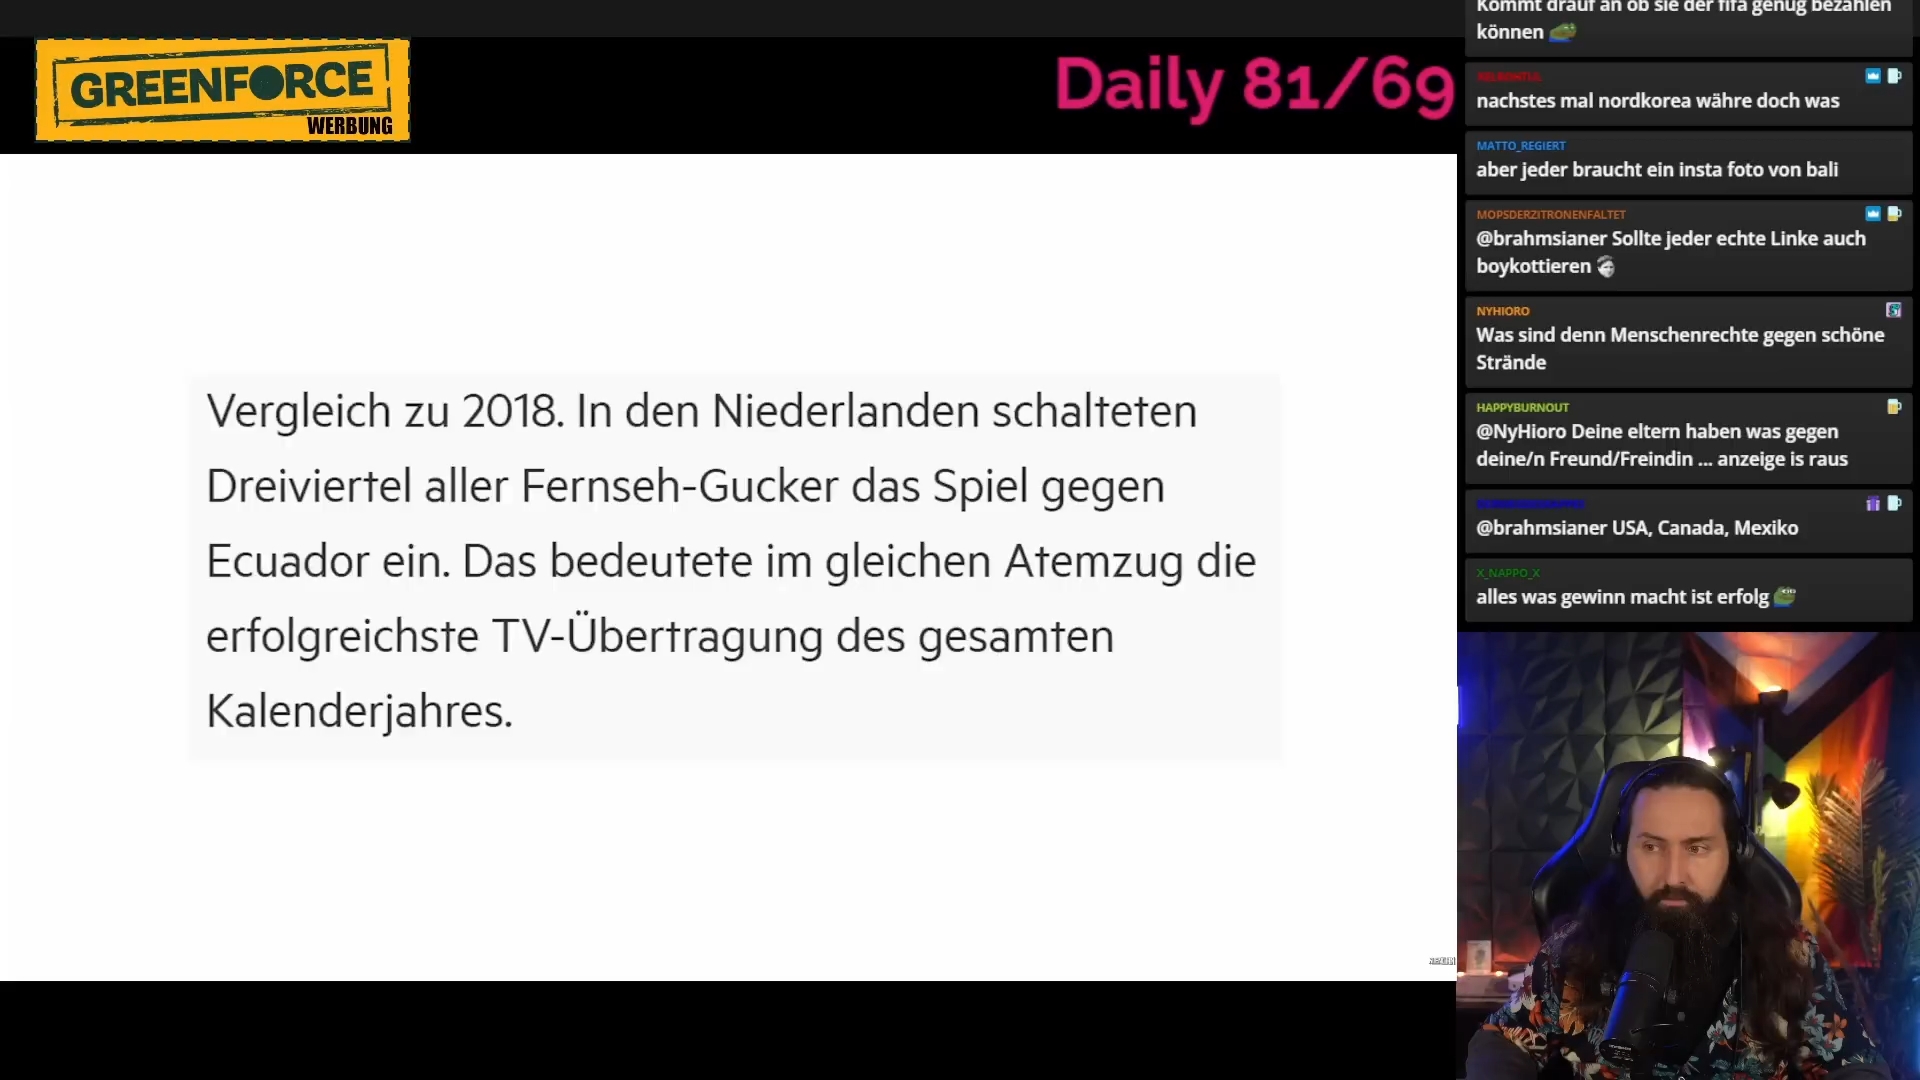 GREENFORCE
WERBUNG
Daily 81/69
Vergleich zu 2018. In den Niederlanden schalteten
Dreiviertel aller Fernseh-Gucker das Spiel gegen
Ecuador ein. Das bedeutete im gleichen Atemzug die
erfolgreichste TV-Übertragung des gesamten
Kalenderjahres.
Kommt drauf an ob sie der fifa genug bezahlen
können
nachstes mal nordkorea währe doch was
MATTO_REGIERT
aber jeder braucht ein insta foto von bali
MOPSDERZITRONENFALTET
@brahmsianer Sollte jeder echte Linke auch
boykottieren
NYHIORO
Was sind denn Menschenrechte gegen schöne
Strände
HAPPYBURNOUT
@NyHioro Deine eltern haben was gegen
deine/n Freund/Freindin ... anzeige is raus
@brahmsianer USA, Canada, Mexiko
X_NAPPO_X
alles was gewinn macht ist erfolg